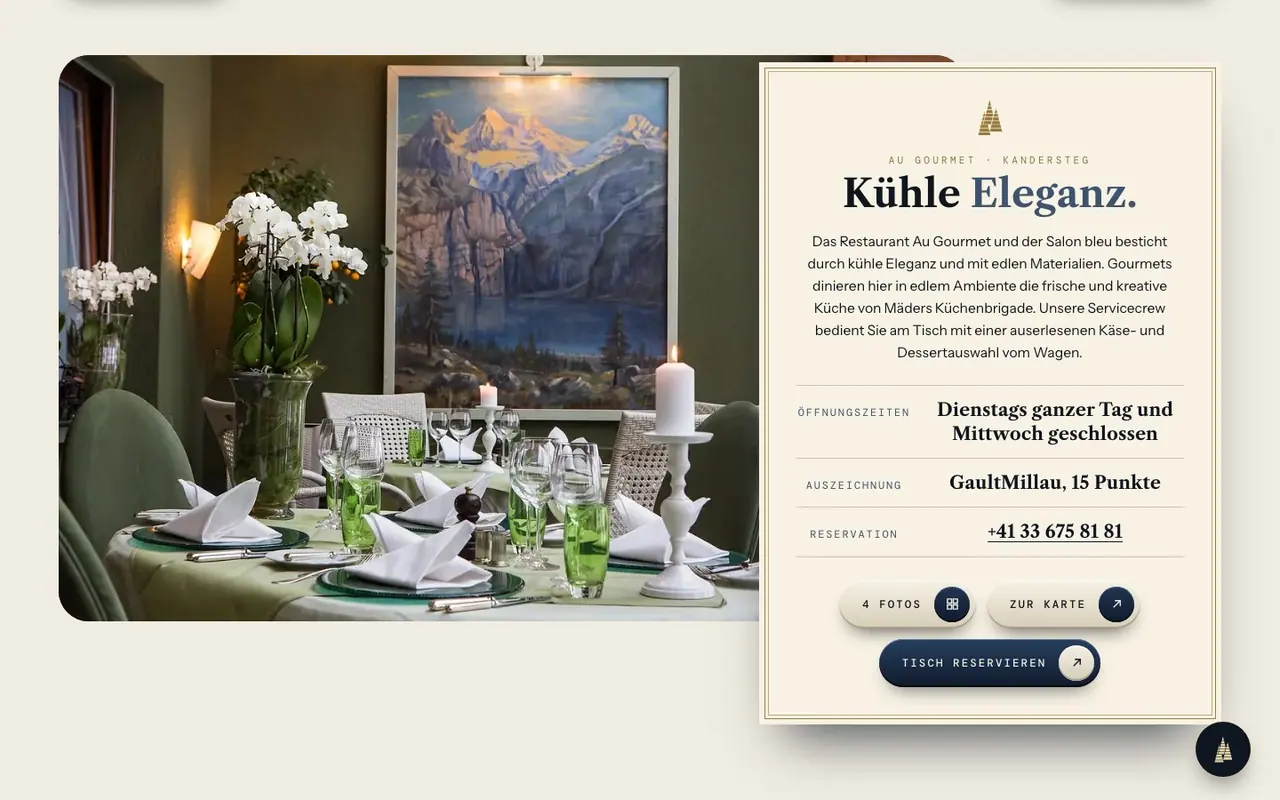 AU GOURMET · KANDERSTEG
Kühle Eleganz.
Das Restaurant Au Gourmet und der Salon bleu besticht
durch kühle Eleganz und mit edlen Materialien. Gourmets
dinieren hier in edlem Ambiente die frische und kreative
Küche von Mäders Küchenbrigade. Unsere Servicecrew
bedient Sie am Tisch mit einer auserlesenen Käse- und
Dessertauswahl vom Wagen.
ÖFFNUNGSZEITEN
Dienstags ganzer Tag und
Mittwoch geschlossen
AUSZEICHNUNG
GaultMillau, 15 Punkte
RESERVATION
+41 33 675 81 81
4 FOTOS
ZUR KARTE
TISCH RESERVIEREN